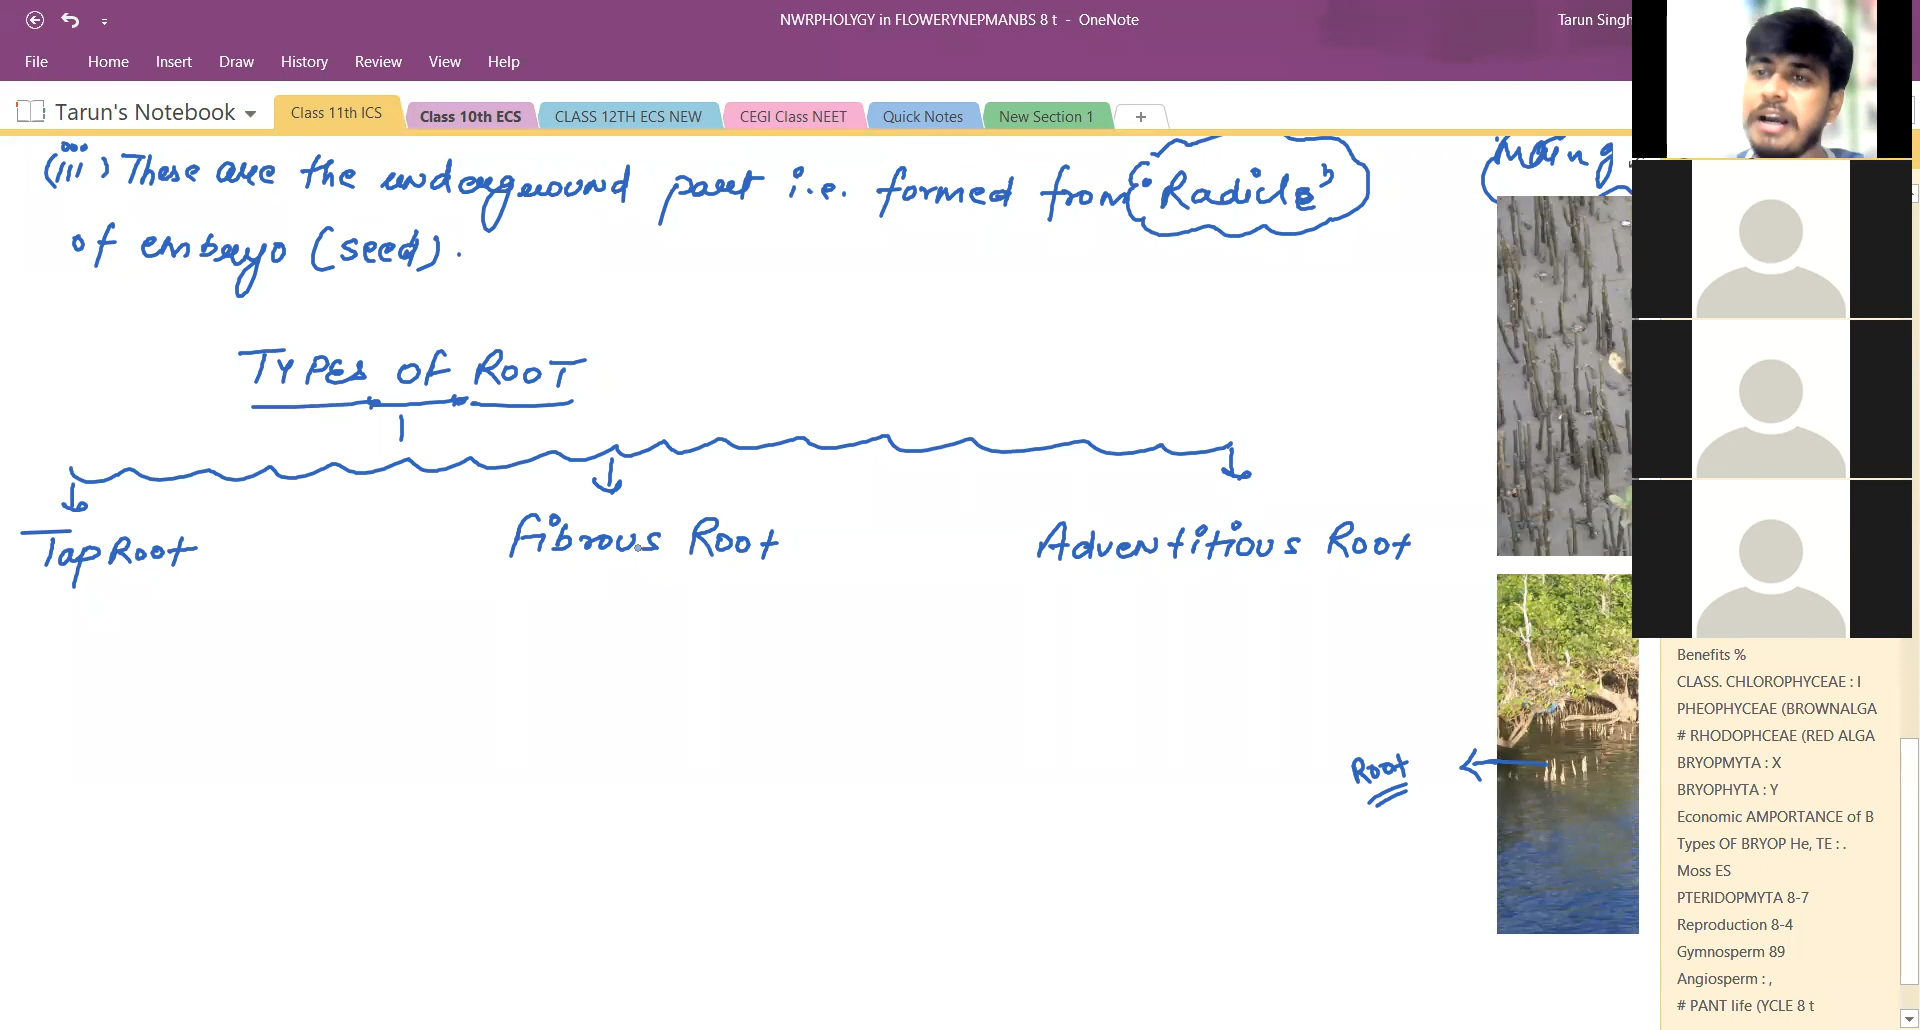 NWRPHOLYGY in FLOWERYNEPMANBS 8 t - OneNote
Tarun Singh
File Home Insert Draw History Review View Help
Tarun's Notebook
Class 11th ICS
Class 10th ECS
CLASS 12TH ECS NEW
CEGI Class NEET
Quick Notes
New Section 1
+
(iii) These are the underground part i.e. formed from "Radicle"
of embryo (seed).
TYPES OF ROOT
Tap Root
Fibrous Root
Adventitious Root
Root
Benefits %
CLASS. CHLOROPHYCEAE : I
PHEOPHYCEAE (BROWNALGA
# RHODOPHCEAE (RED ALGA
BRYOPMYTA : X
BRYOPHYTA : Y
Economic AMPORTANCE of B
Types OF BRYOP He, TE : .
Moss ES
PTERIDOPMYTA 8-7
Reproduction 8-4
Gymnosperm 89
Angiosperm : ,
# PANT life (YCLE 8 t